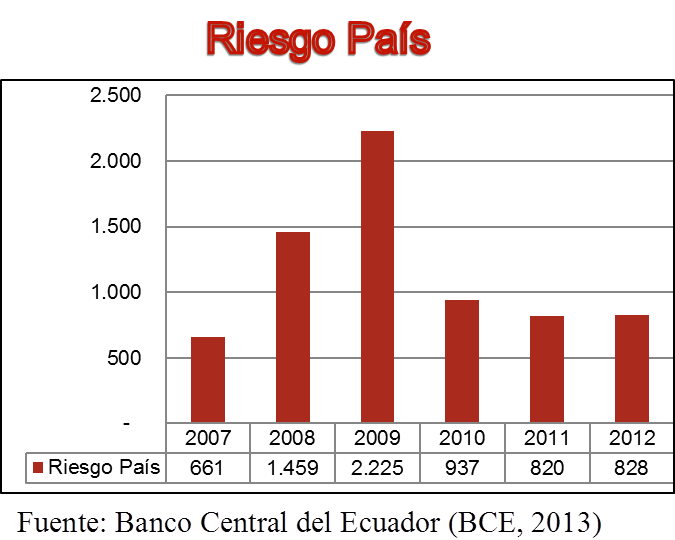 Riesgo País
2.500
2.000
1.500
1.000
500
-
2007 2008 2009 2010 2011 2012
Riesgo País 661 1.459 2.225 937 820 828
Fuente: Banco Central del Ecuador (BCE, 2013)